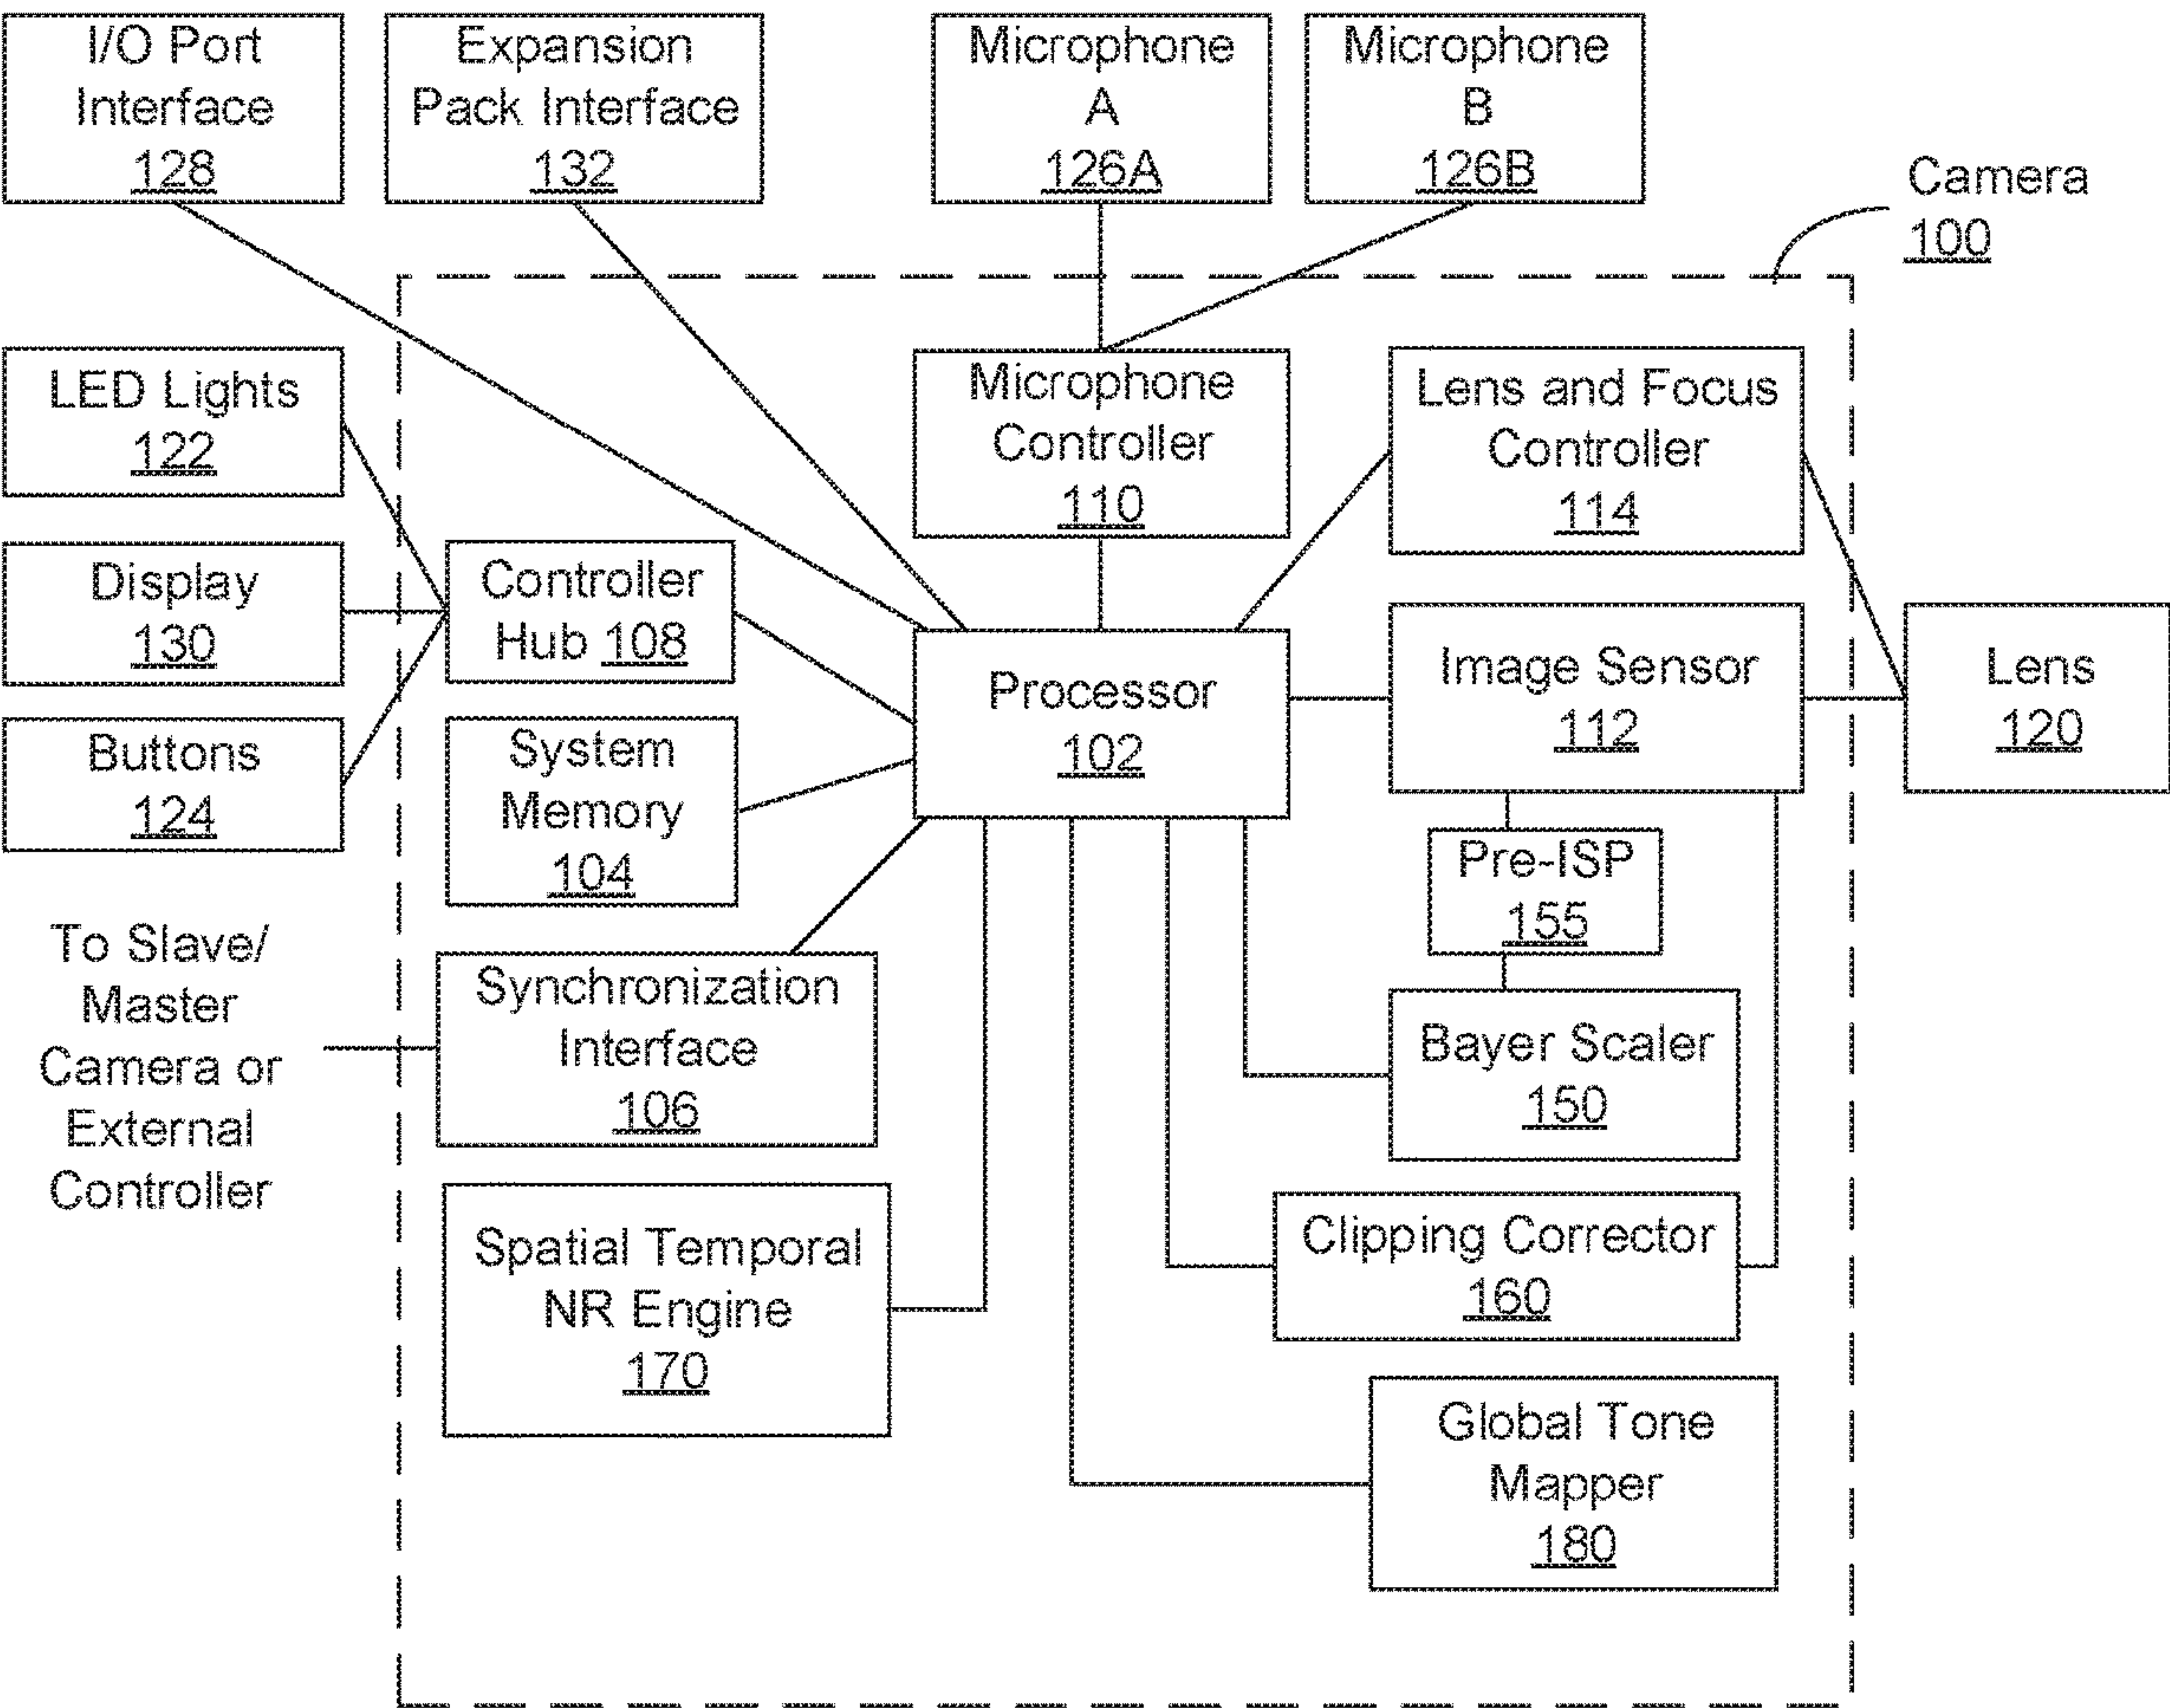 I/O Port
Interface
128
Expansion
Pack Interface
132
Microphone
A
126A
Microphone
B
126B
Camera
100
LED Lights
122
Microphone
Controller
110
Lens and Focus
Controller
114
Display
130
Controller
Hub 108
Processor
102
Image Sensor
112
Lens
120
Buttons
124
System
Memory
104
Pre-ISP
155
To Slave/
Master
Camera or
External
Controller
Synchronization
Interface
106
Bayer Scaler
150
Spatial Temporal
NR Engine
170
Clipping Corrector
160
Global Tone
Mapper
180